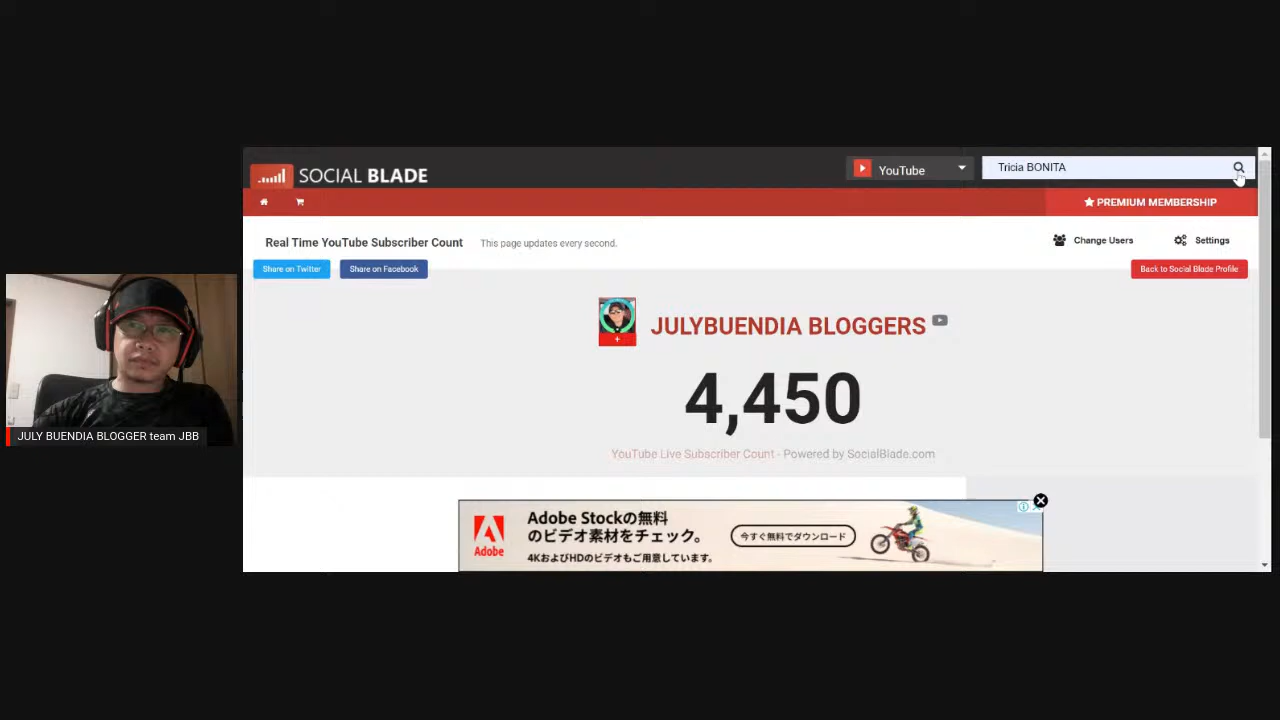 SOCIAL BLADE
YouTube
Tricia BONITA
PREMIUM MEMBERSHIP
Real Time YouTube Subscriber Count
This page updates every second.
Change Users
Settings
Share on Twitter
Share on Facebook
Back to Social Blade Profile
JULYBUENDIA BLOGGERS
4,450
YouTube Live Subscriber Count - Powered by SocialBlade.com
JULY BUENDIA BLOGGER team JBB
Adobe
Adobe Stockの無料
のビデオ素材をチェック。
4KおよびHDのビデオもご用意しています。
今すぐ無料でダウンロード